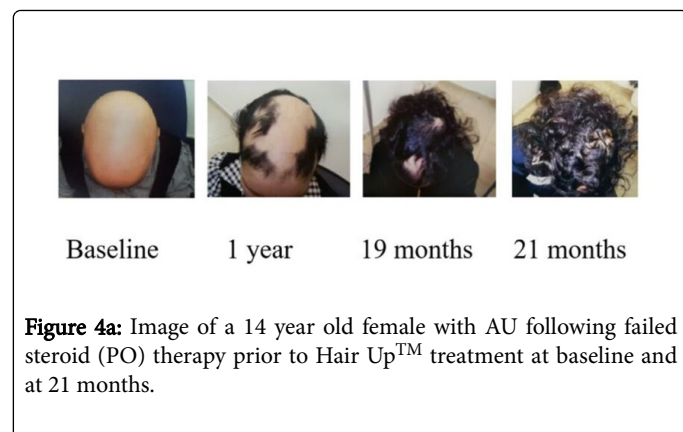 Baseline 1 year 19 months 21 months
Figure 4a: Image of a 14 year old female with AU following failed
steroid (PO) therapy prior to Hair Up™ treatment at baseline and
at 21 months.